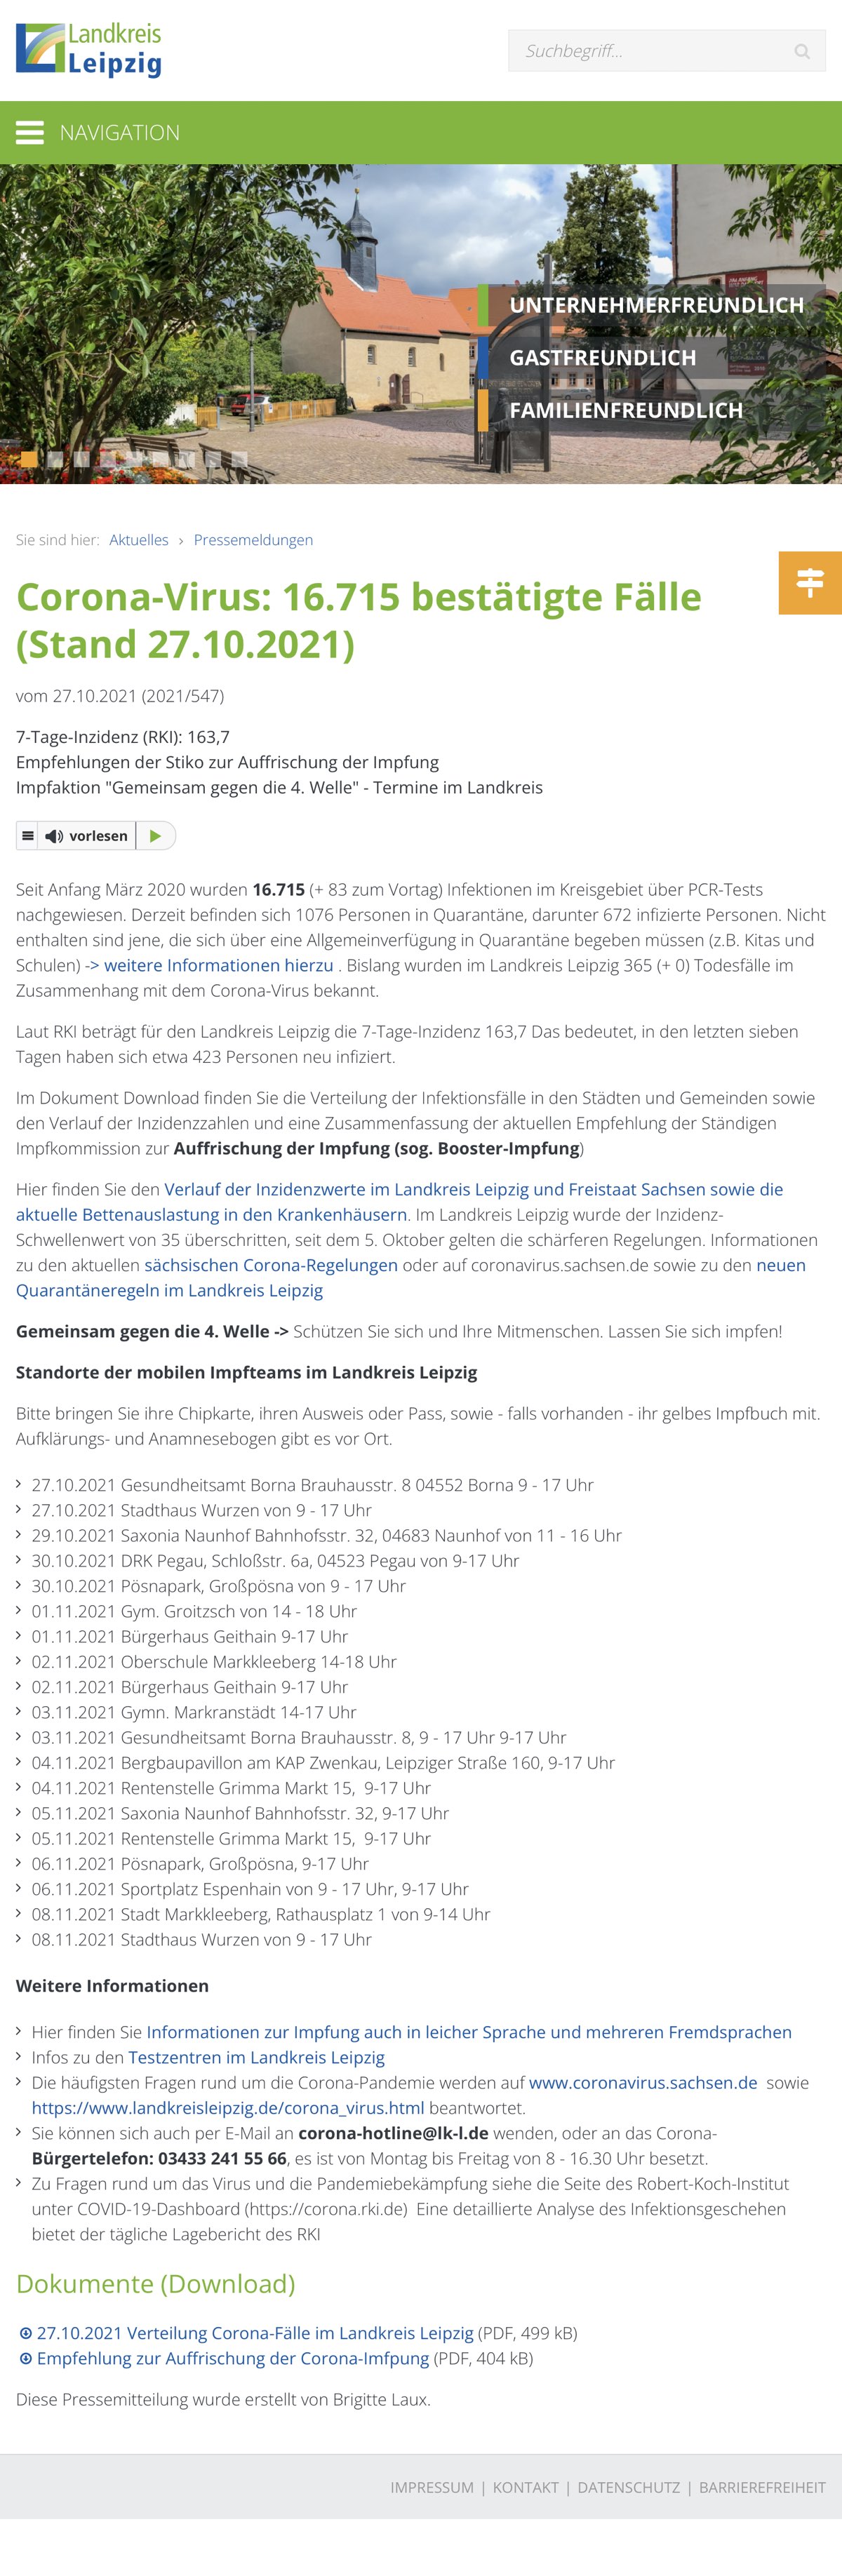 Landkreis
Leipzig
Suchbegriff...
NAVIGATION
UNTERNEHMERFREUNDLICH
GASTFREUNDLICH
FAMILIENFREUNDLICH
Sie sind hier: Aktuelles › Pressemeldungen
Corona-Virus: 16.715 bestätigte Fälle
(Stand 27.10.2021)
vom 27.10.2021 (2021/547)
7-Tage-Inzidenz (RKI): 163,7
Empfehlungen der Stiko zur Auffrischung der Impfung
Impfaktion "Gemeinsam gegen die 4. Welle" - Termine im Landkreis
vorlesen
Seit Anfang März 2020 wurden 16.715 (+ 83 zum Vortag) Infektionen im Kreisgebiet über PCR-Tests
nachgewiesen. Derzeit befinden sich 1076 Personen in Quarantäne, darunter 672 infizierte Personen. Nicht
enthalten sind jene, die sich über eine Allgemeinverfügung in Quarantäne begeben müssen (z.B. Kitas und
Schulen) -> weitere Informationen hierzu . Bislang wurden im Landkreis Leipzig 365 (+ 0) Todesfälle im
Zusammenhang mit dem Corona-Virus bekannt.
Laut RKI beträgt für den Landkreis Leipzig die 7-Tage-Inzidenz 163,7 Das bedeutet, in den letzten sieben
Tagen haben sich etwa 423 Personen neu infiziert.
Im Dokument Download finden Sie die Verteilung der Infektionsfälle in den Städten und Gemeinden sowie
den Verlauf der Inzidenzzahlen und eine Zusammenfassung der aktuellen Empfehlung der Ständigen
Impfkommission zur Auffrischung der Impfung (sog. Booster-Impfung)
Hier finden Sie den Verlauf der Inzidenzwerte im Landkreis Leipzig und Freistaat Sachsen sowie die
aktuelle Bettenauslastung in den Krankenhäusern. Im Landkreis Leipzig wurde der Inzidenz-
Schwellenwert von 35 überschritten, seit dem 5. Oktober gelten die schärferen Regelungen. Informationen
zu den aktuellen sächsischen Corona-Regelungen oder auf coronavirus.sachsen.de sowie zu den neuen
Quarantäneregeln im Landkreis Leipzig
Gemeinsam gegen die 4. Welle -> Schützen Sie sich und Ihre Mitmenschen. Lassen Sie sich impfen!
Standorte der mobilen Impfteams im Landkreis Leipzig
Bitte bringen Sie ihre Chipkarte, ihren Ausweis oder Pass, sowie - falls vorhanden - ihr gelbes Impfbuch mit.
Aufklärungs- und Anamnesebogen gibt es vor Ort.
› 27.10.2021 Gesundheitsamt Borna Brauhausstr. 8 04552 Borna 9 - 17 Uhr
› 27.10.2021 Stadthaus Wurzen von 9 - 17 Uhr
› 29.10.2021 Saxonia Naunhof Bahnhofsstr. 32, 04683 Naunhof von 11 - 16 Uhr
› 30.10.2021 DRK Pegau, Schloßstr. 6a, 04523 Pegau von 9-17 Uhr
› 30.10.2021 Pösnapark, Großpösna von 9 - 17 Uhr
› 01.11.2021 Gym. Groitzsch von 14 - 18 Uhr
› 01.11.2021 Bürgerhaus Geithain 9-17 Uhr
› 02.11.2021 Oberschule Markkleeberg 14-18 Uhr
› 02.11.2021 Bürgerhaus Geithain 9-17 Uhr
› 03.11.2021 Gymn. Markranstädt 14-17 Uhr
› 03.11.2021 Gesundheitsamt Borna Brauhausstr. 8, 9 - 17 Uhr 9-17 Uhr
› 04.11.2021 Bergbaupavillon am KAP Zwenkau, Leipziger Straße 160, 9-17 Uhr
› 04.11.2021 Rentenstelle Grimma Markt 15, 9-17 Uhr
› 05.11.2021 Saxonia Naunhof Bahnhofsstr. 32, 9-17 Uhr
› 05.11.2021 Rentenstelle Grimma Markt 15, 9-17 Uhr
› 06.11.2021 Pösnapark, Großpösna, 9-17 Uhr
› 06.11.2021 Sportplatz Espenhain von 9 - 17 Uhr, 9-17 Uhr
› 08.11.2021 Stadt Markkleeberg, Rathausplatz 1 von 9-14 Uhr
› 08.11.2021 Stadthaus Wurzen von 9 - 17 Uhr
Weitere Informationen
› Hier finden Sie Informationen zur Impfung auch in leicher Sprache und mehreren Fremdsprachen
› Infos zu den Testzentren im Landkreis Leipzig
› Die häufigsten Fragen rund um die Corona-Pandemie werden auf www.coronavirus.sachsen.de sowie
https://www.landkreisleipzig.de/corona_virus.html beantwortet.
› Sie können sich auch per E-Mail an corona-hotline@lk-l.de wenden, oder an das Corona-
Bürgertelefon: 03433 241 55 66, es ist von Montag bis Freitag von 8 - 16.30 Uhr besetzt.
› Zu Fragen rund um das Virus und die Pandemiebekämpfung siehe die Seite des Robert-Koch-Institut
unter COVID-19-Dashboard (https://corona.rki.de) Eine detaillierte Analyse des Infektionsgeschehen
bietet der tägliche Lagebericht des RKI
Dokumente (Download)
27.10.2021 Verteilung Corona-Fälle im Landkreis Leipzig (PDF, 499 kB)
Empfehlung zur Auffrischung der Corona-Imfpung (PDF, 404 kB)
Diese Pressemitteilung wurde erstellt von Brigitte Laux.
IMPRESSUM | KONTAKT | DATENSCHUTZ | BARRIEREFREIHEIT